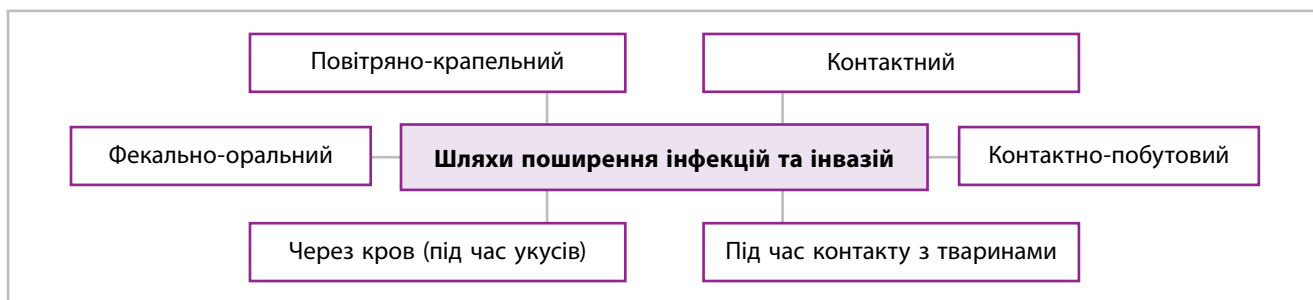 Повітряно-крапельний
Контактний
Фекально-оральний
Шляхи поширення інфекцій та інвазій
Контактно-побутовий
Через кров (під час укусів)
Під час контакту з тваринами